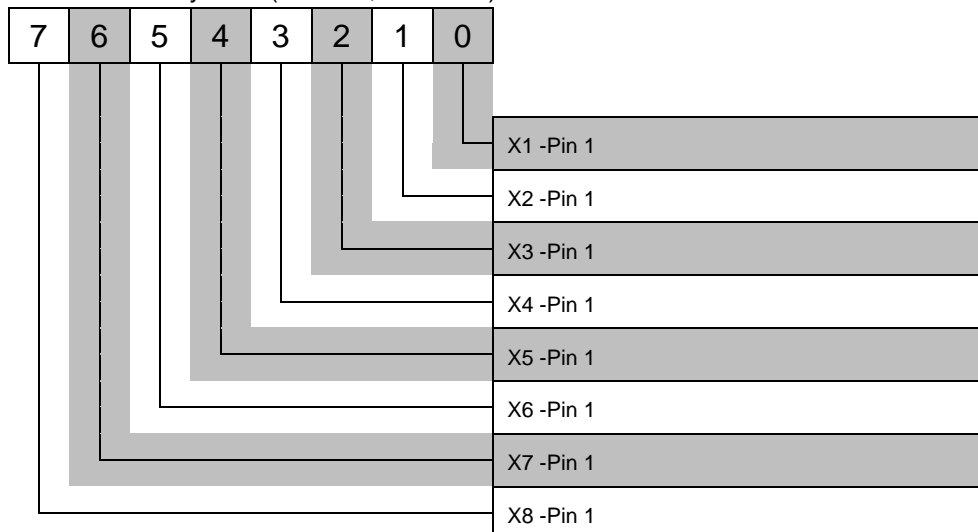 7 6 5 4 3 2 1 0
X1 -Pin 1
X2 -Pin 1
X3 -Pin 1
X4 -Pin 1
X5 -Pin 1
X6 -Pin 1
X7 -Pin 1
X8 -Pin 1